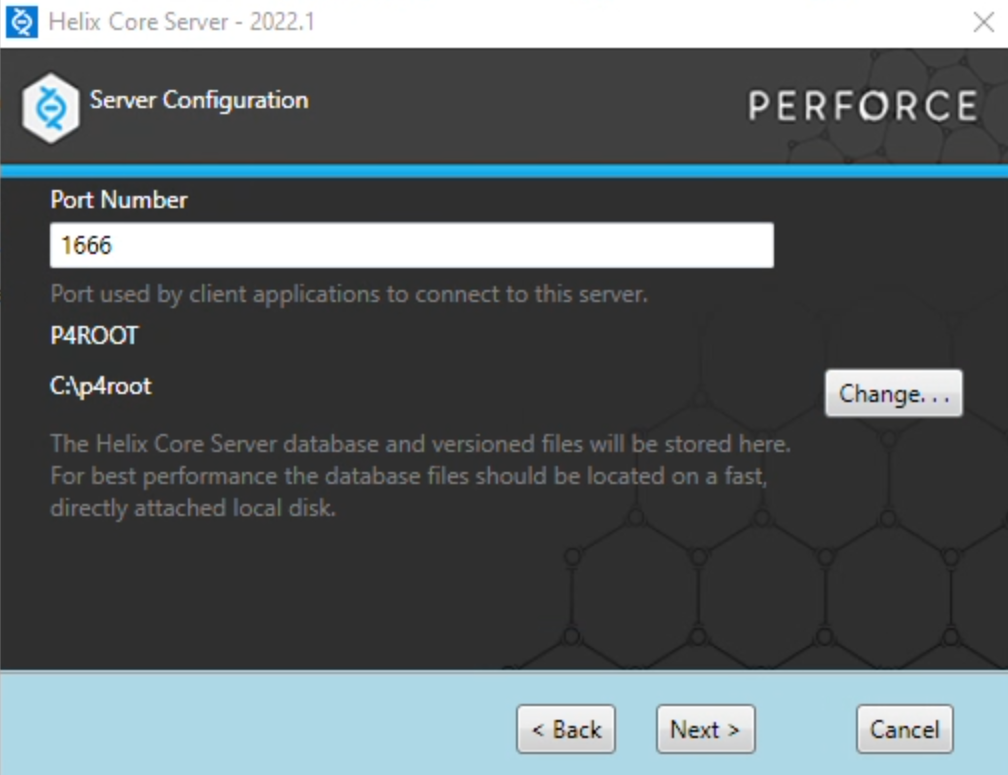 Helix Core Server - 2022.1
Server Configuration
PERFORCE
Port Number
1666
Port used by client applications to connect to this server.
P4ROOT
C:\p4root
Change. . .
The Helix Core Server database and versioned files will be stored here.
For best performance the database files should be located on a fast,
directly attached local disk.
< Back
Next >
Cancel